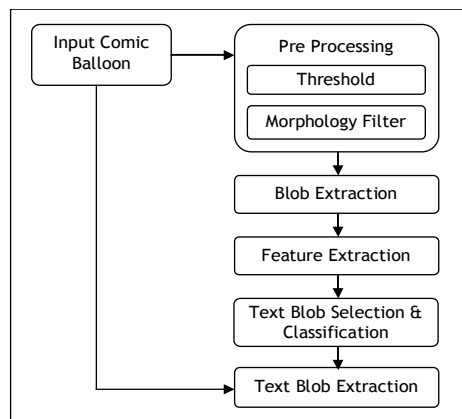 Input Comic
Balloon
Pre Processing
Threshold
Morphology Filter
Blob Extraction
Feature Extraction
Text Blob Selection &
Classification
Text Blob Extraction